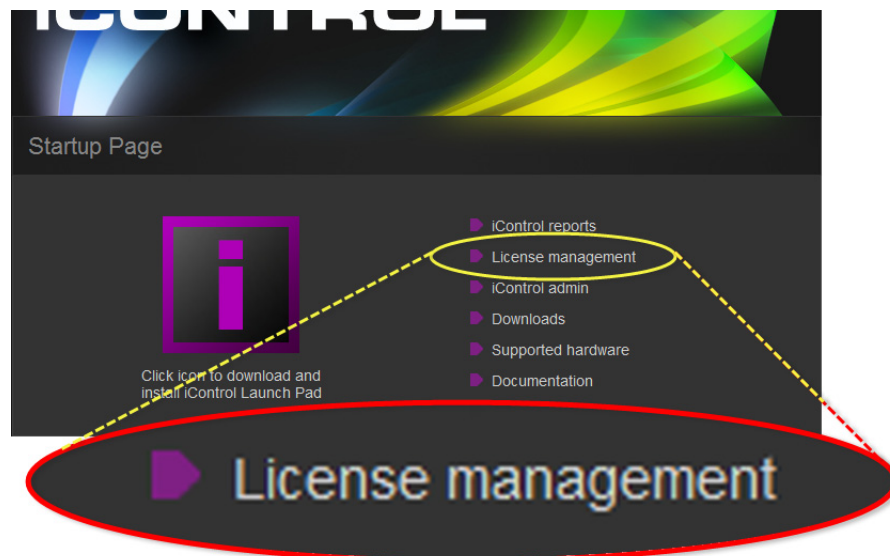 iCONTROL
Startup Page
iControl reports
License management
iControl admin
Downloads
Supported hardware
Documentation
Click icon to download and
install iControl Launch Pad
License management